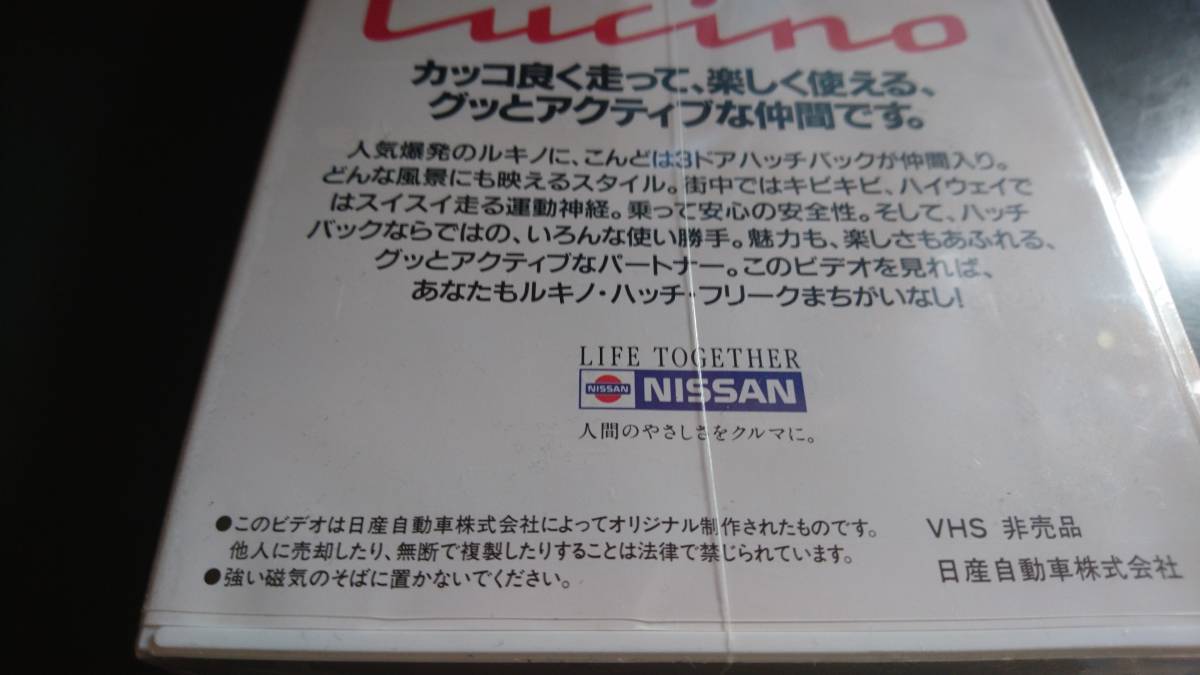 Lucino
カッコ良く走って、楽しく使える、
グッとアクティブな仲間です。
人気爆発のルキノに、こんどは3ドアハッチバックが仲間入り。
どんな風景にも映えるスタイル。街中ではキビキビ、ハイウェイで
はスイスイ走る運動神経。乗って安心の安全性。そして、ハッチ
バックならではの、いろんな使い勝手。魅力も、楽しさもあふれる、
グッとアクティブなパートナー。このビデオを見れば、
あなたもルキノ・ハッチ・フリークまちがいなし!
LIFE TOGETHER
NISSAN NISSAN
人間のやさしさをクルマに。
●このビデオは日産自動車株式会社によってオリジナル制作されたものです。
他人に売却したり、無断で複製したりすることは法律で禁じられています。
●強い磁気のそばに置かないでください。
VHS 非売品
日産自動車株式会社